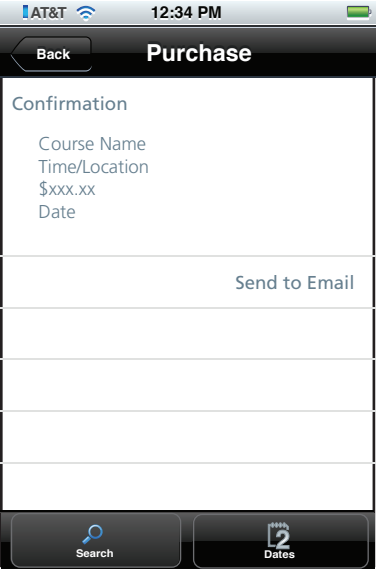 AT&T 12:34 PM
Back Purchase
Confirmation
Course Name
Time/Location
$xxx.xx
Date
Send to Email
2
Search Dates